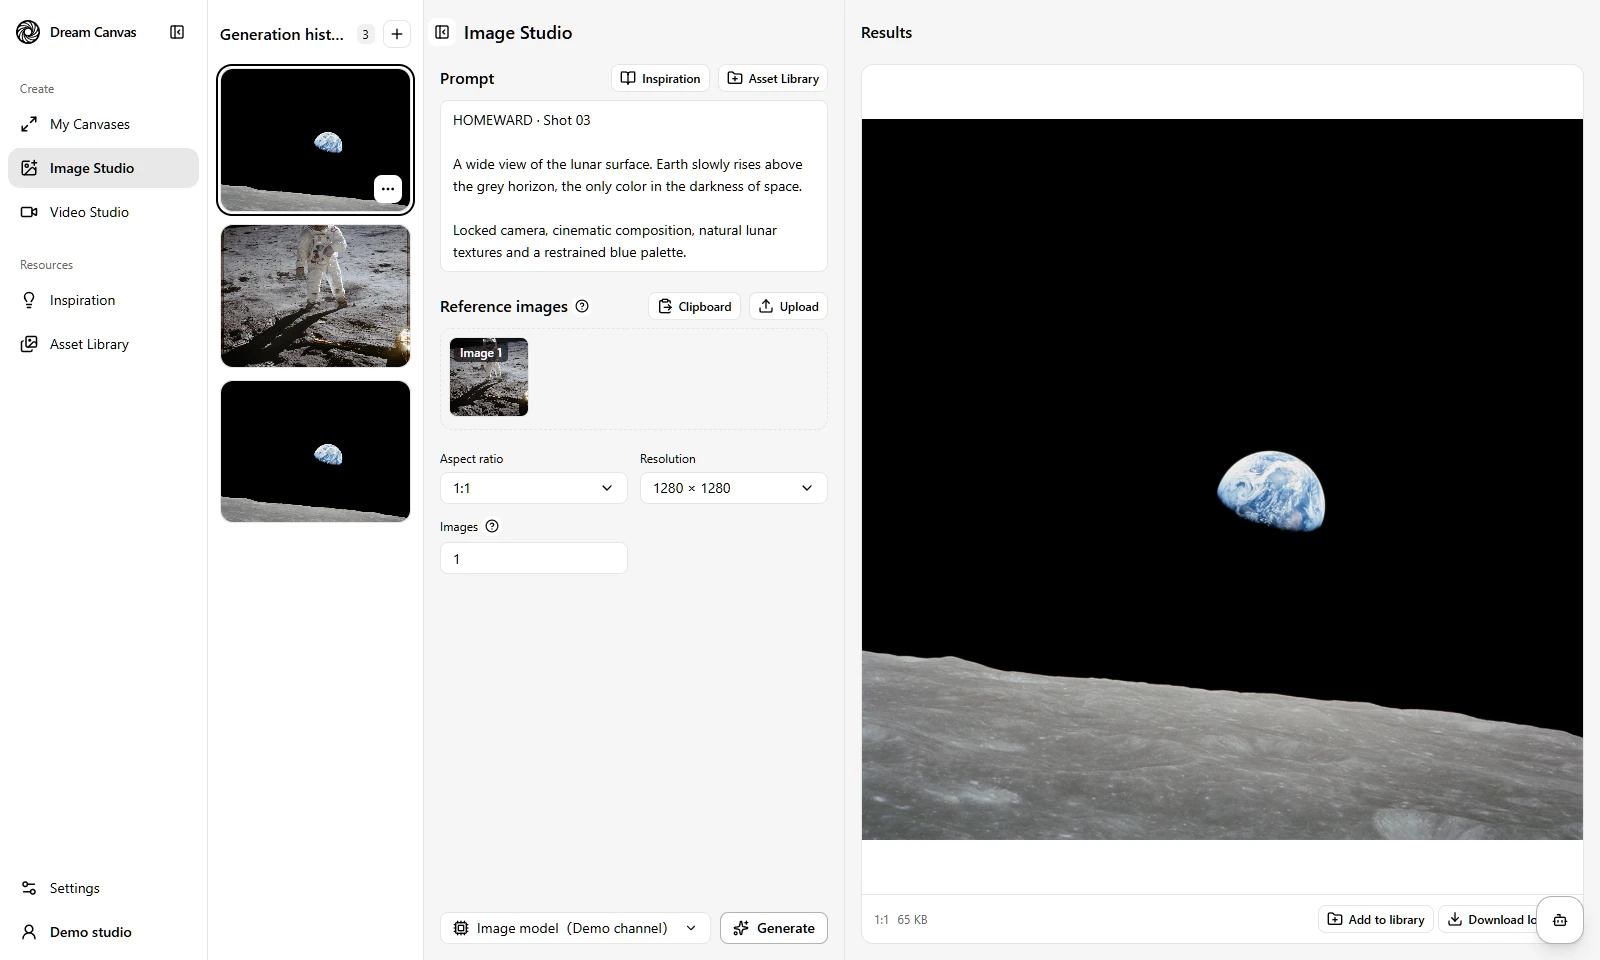 Dream Canvas
Create
My Canvases
Image Studio
Video Studio
Resources
Inspiration
Asset Library
Settings
Demo studio
Generation hist...
3
Image Studio
Prompt
Inspiration
Asset Library
HOMEWARD · Shot 03
A wide view of the lunar surface. Earth slowly rises above
the grey horizon, the only color in the darkness of space.
Locked camera, cinematic composition, natural lunar
textures and a restrained blue palette.
Reference images
Clipboard
Upload
Image 1
Aspect ratio
Resolution
1:1
1280 × 1280
Images
1
Image model (Demo channel)
Generate
Results
1:1 65 KB
Add to library
Download lo